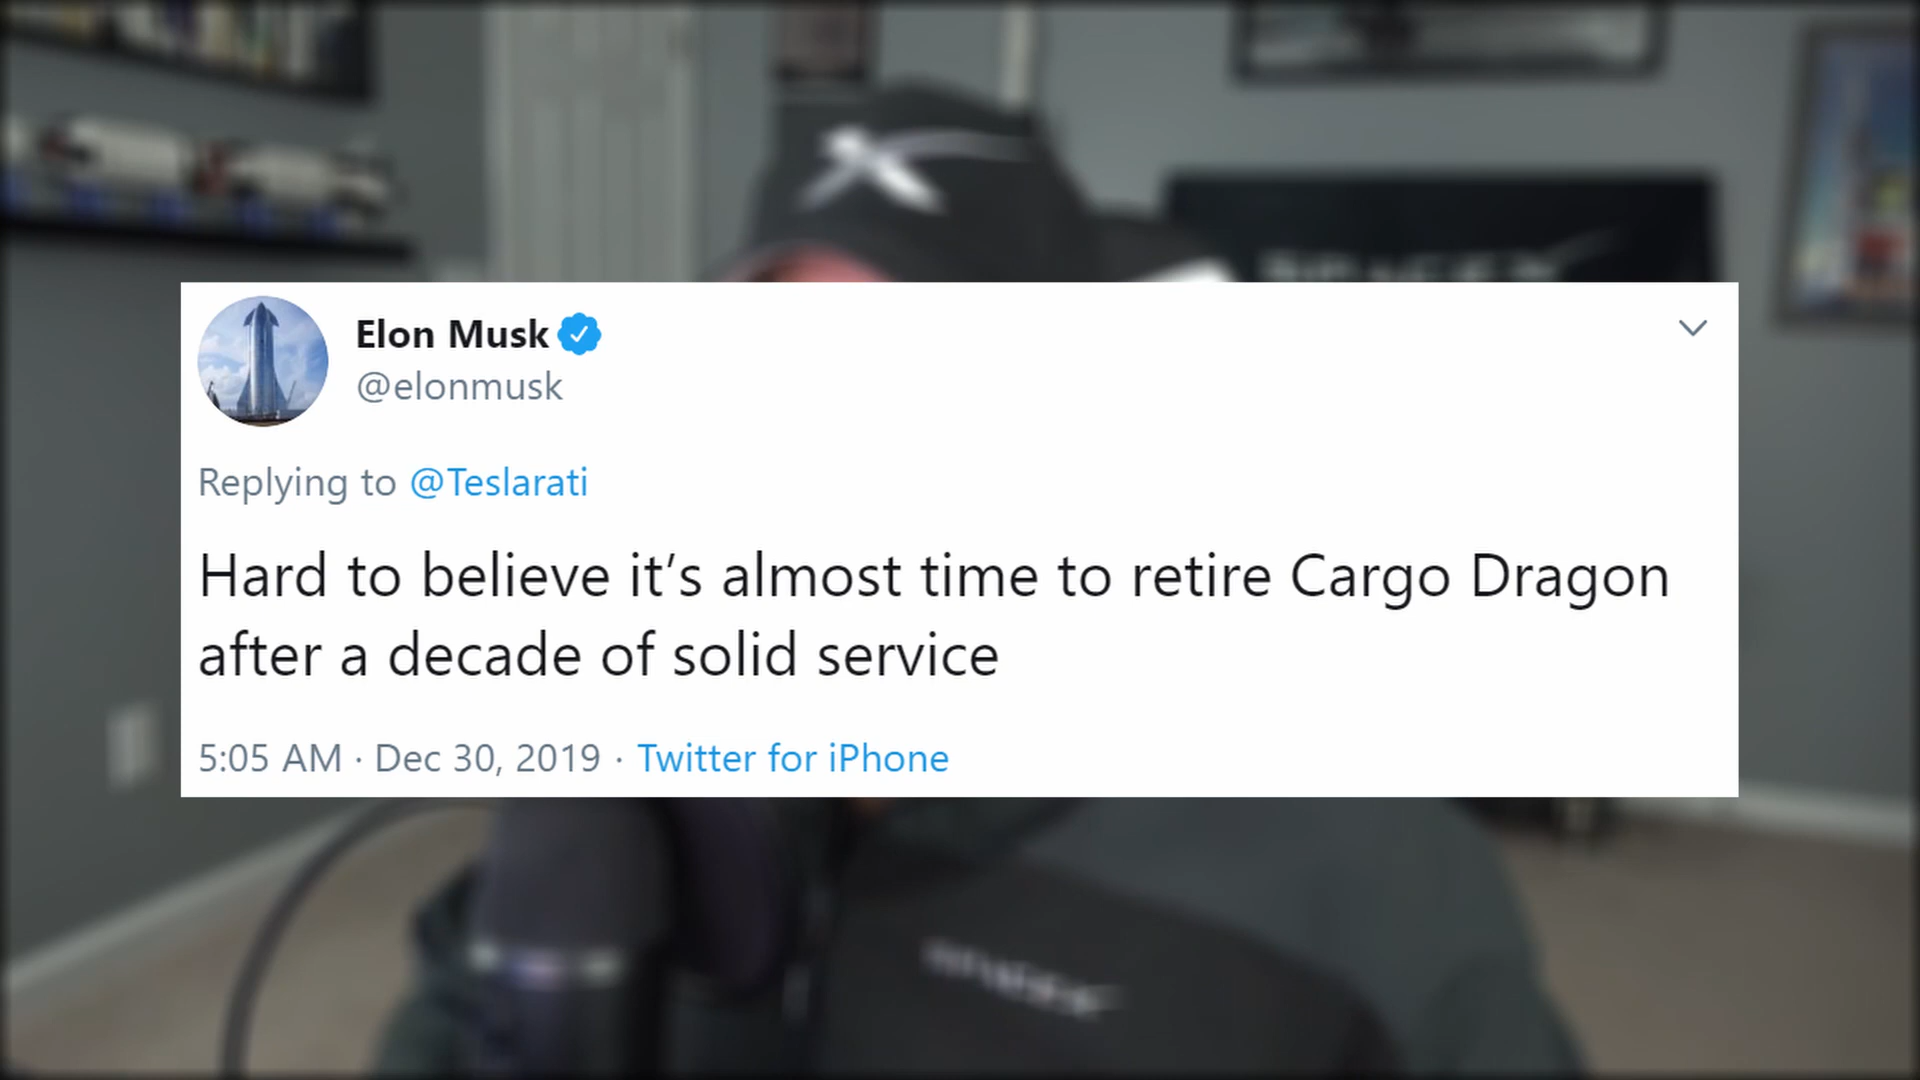 Elon Musk
@elonmusk
Replying to @Teslarati
Hard to believe it’s almost time to retire Cargo Dragon
after a decade of solid service
5:05 AM · Dec 30, 2019 · Twitter for iPhone